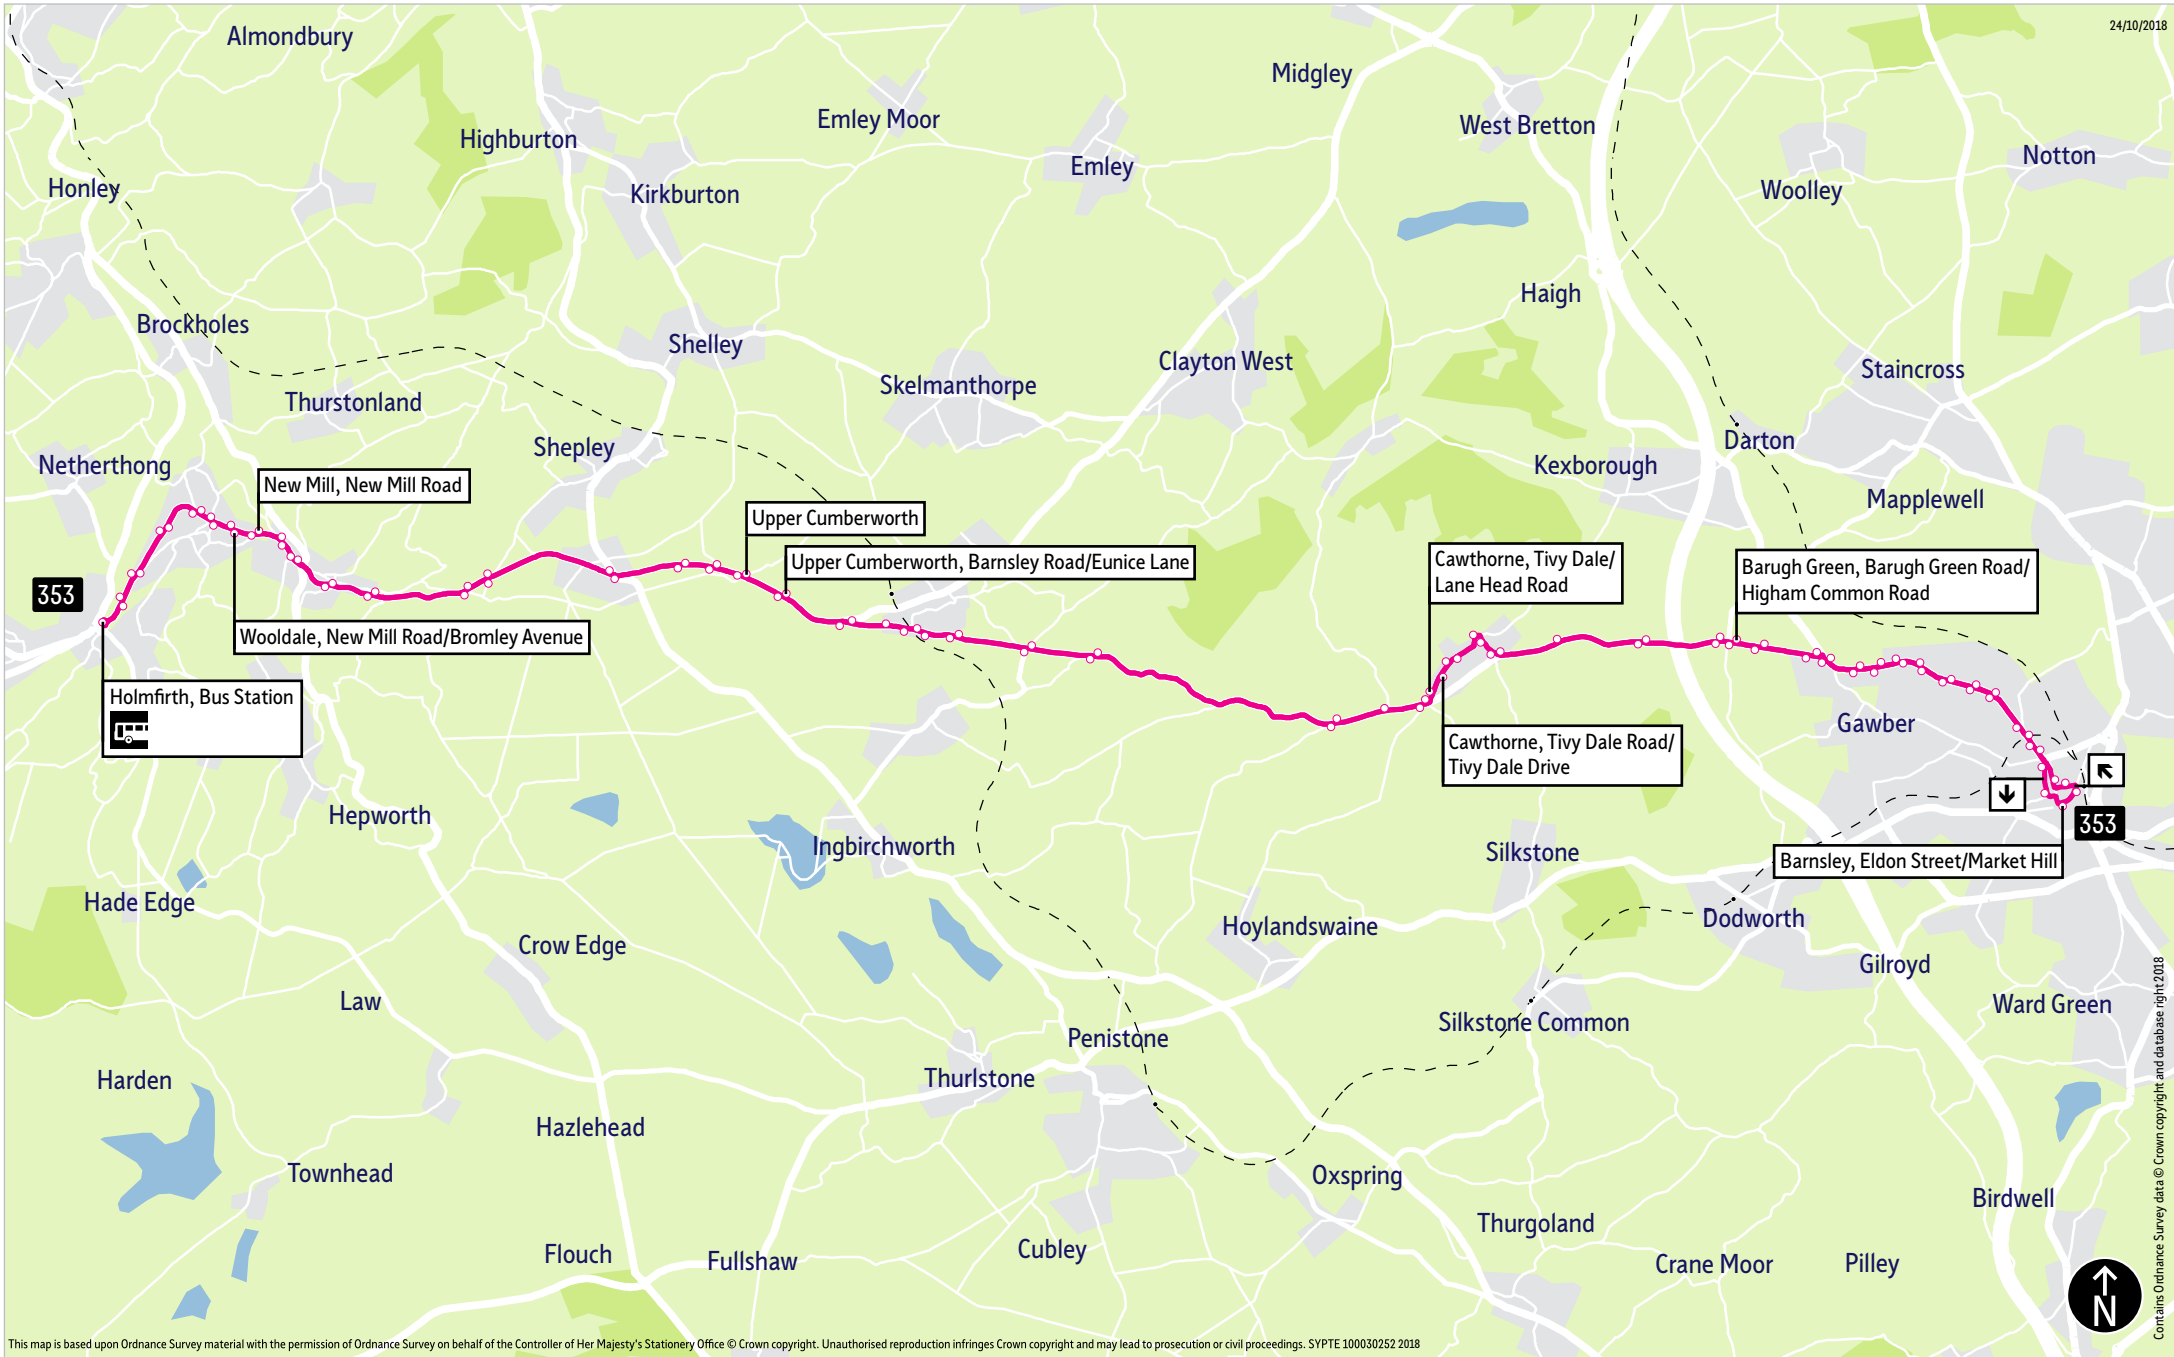 24/10/2018
Almondbury
Midgley
Emley Moor
West Bretton
Highburton
Notton
Emley
Honley
Kirkburton
Woolley
Haigh
Brockholes
Shelley
Clayton West
Staincross
Skelmanthorpe
Thurstonland
Darton
Shepley
Netherthong
Kexborough
New Mill, New Mill Road
Mapplewell
Upper Cumberworth
Upper Cumberworth, Barnsley Road/Eunice Lane
Cawthorne, Tivy Dale/
Lane Head Road
Barugh Green, Barugh Green Road/
Higham Common Road
353
Wooldale, New Mill Road/Bromley Avenue
Holmfirth, Bus Station
Gawber
Cawthorne, Tivy Dale Road/
Tivy Dale Drive
Hepworth
353
Ingbirchworth
Silkstone
Barnsley, Eldon Street/Market Hill
Hade Edge
Dodworth
Hoylandswaine
Crow Edge
Gilroyd
Law
Ward Green
Silkstone Common
Penistone
Harden
Thurlstone
Hazlehead
Townhead
Oxspring
Birdwell
Thurgoland
Cubley
Flouch
Fullshaw
Crane Moor
Pilley
N
Contains Ordnance Survey data © Crown copyright and database right 2018
This map is based upon Ordnance Survey material with the permission of Ordnance Survey on behalf of the Controller of Her Majesty's Stationery Office © Crown copyright. Unauthorised reproduction infringes Crown copyright and may lead to prosecution or civil proceedings. SYPTE 100030252 2018